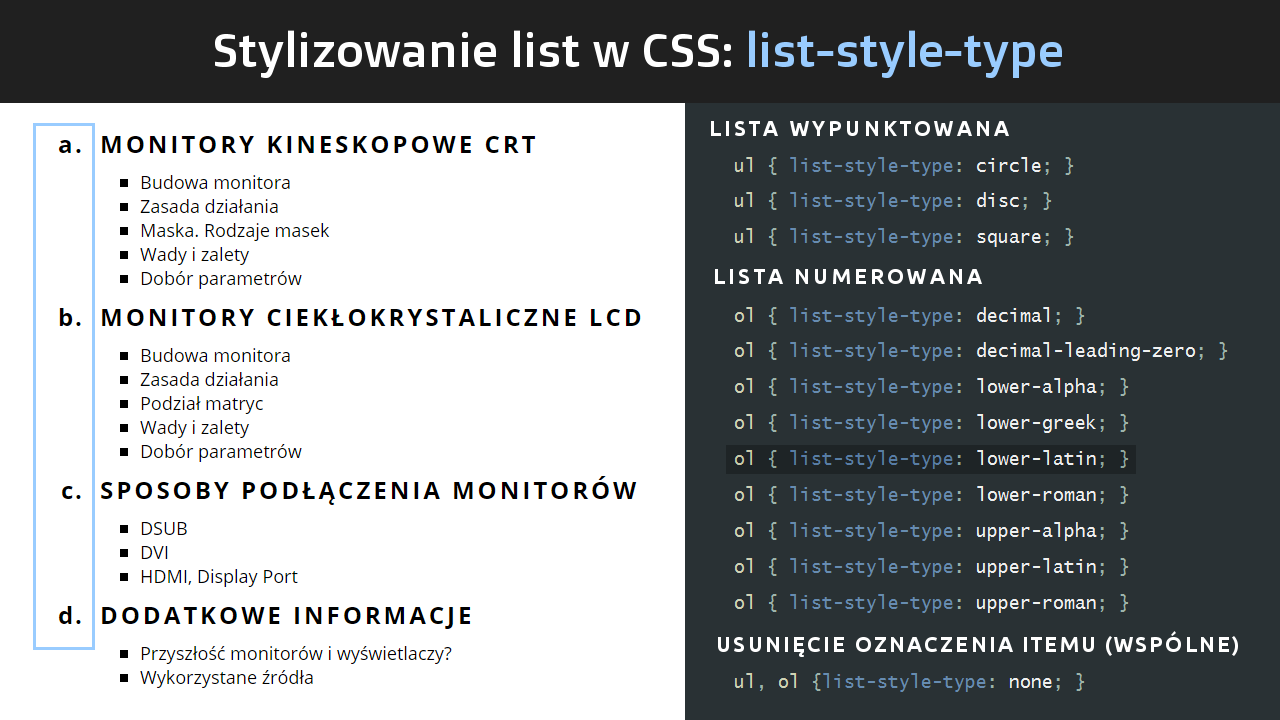 Stylizowanie list w CSS: list-style-type
a. MONITORY KINESKOPOWE CRT
Budowa monitora
Zasada działania
Maska. Rodzaje masek
Wady i zalety
Dobór parametrów
b. MONITORY CIEKŁOKRYSTALICZNE LCD
Budowa monitora
Zasada działania
Podział matryc
Wady i zalety
Dobór parametrów
c. SPOSOBY PODŁĄCZENIA MONITORÓW
DSUB
DVI
HDMI, Display Port
d. DODATKOWE INFORMACJE
Przyszłość monitorów i wyświetlaczy?
Wykorzystane źródła
LISTA WYPUNKTOWANA
ul { list-style-type: circle; }
ul { list-style-type: disc; }
ul { list-style-type: square; }
LISTA NUMEROWANA
ol { list-style-type: decimal; }
ol { list-style-type: decimal-leading-zero; }
ol { list-style-type: lower-alpha; }
ol { list-style-type: lower-greek; }
ol { list-style-type: lower-latin; }
ol { list-style-type: lower-roman; }
ol { list-style-type: upper-alpha; }
ol { list-style-type: upper-latin; }
ol { list-style-type: upper-roman; }
USUNIĘCIE OZNACZENIA ITEMU (WSPÓLNE)
ul, ol {list-style-type: none; }